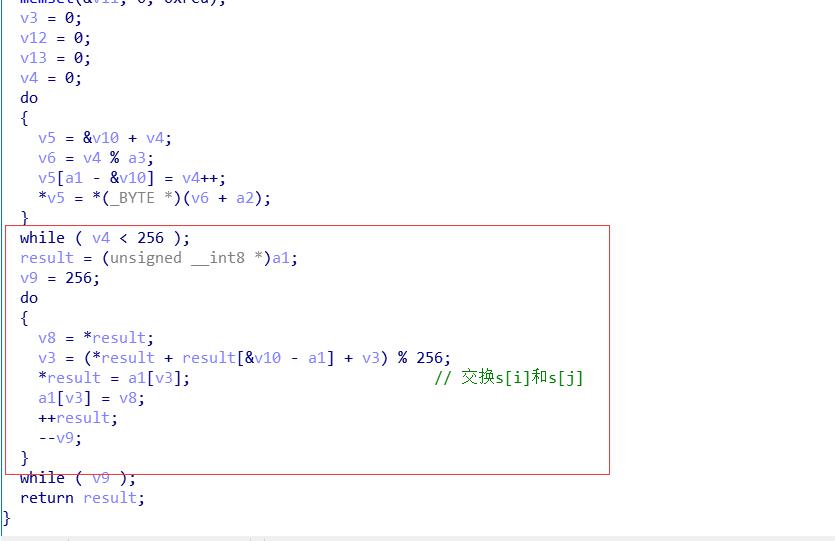 v3 = 0;
v12 = 0;
v13 = 0;
v4 = 0;
do
{
v5 = &v10 + v4;
v6 = v4 % a3;
v5[a1 - &v10] = v4++;
*v5 = *(_BYTE *)(v6 + a2);
}
while ( v4 < 256 );
result = (unsigned __int8 *)a1;
v9 = 256;
do
{
v8 = *result;
v3 = (*result + result[&v10 - a1] + v3) % 256;
*result = a1[v3]; // 交换s[i]和s[j]
a1[v3] = v8;
++result;
--v9;
}
while ( v9 );
return result;
}